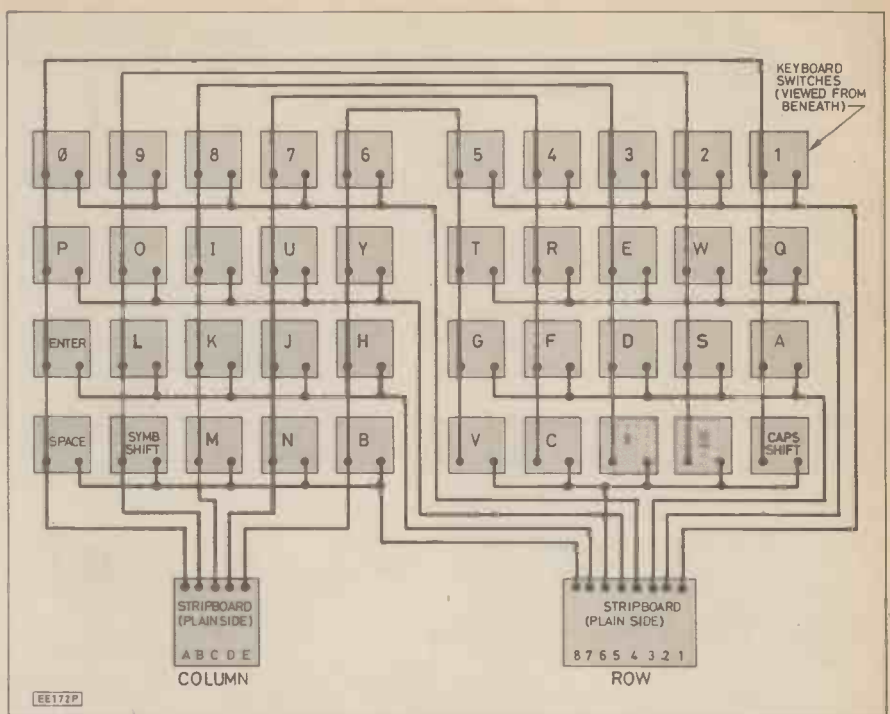 KEYBOARD
SWITCHES
(VIEWED FROM
BENEATH)
Ø 9 8 7 6 5 4 3 2 1
P O I U Y T R E W Q
ENTER L K J H G F D S A
SPACE SYMB SHIFT M N B V C CAPS SHIFT
STRIPBOARD
(PLAIN SIDE)
A B C D E
COLUMN
STRIPBOARD
(PLAIN SIDE)
8 7 6 5 4 3 2 1
ROW
EE172P